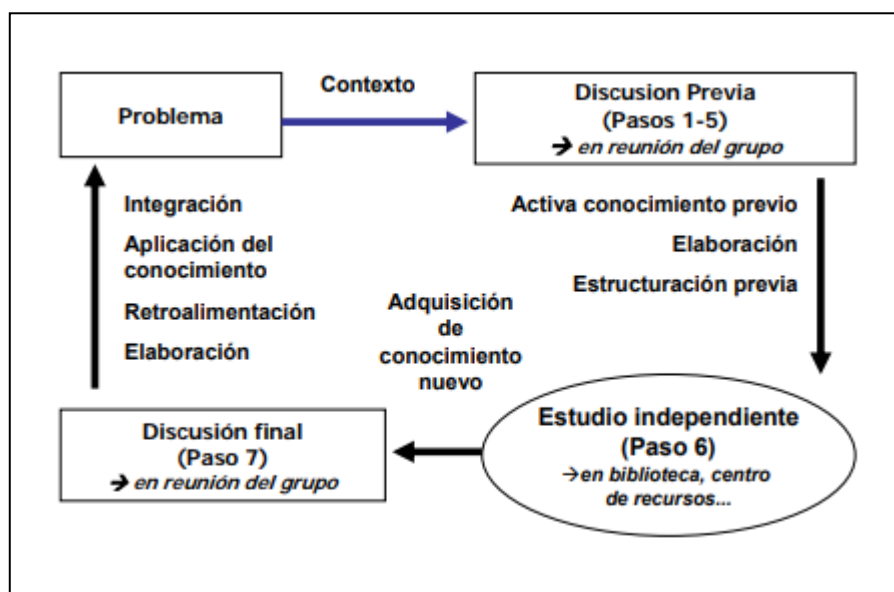 Problema
Contexto
Discusion Previa
(Pasos 1-5)
➔ en reunión del grupo
Activa conocimiento previo
Elaboración
Estructuración previa
Estudio independiente
(Paso 6)
→en biblioteca, centro
de recursos...
Adquisición
de
conocimiento
nuevo
Discusión final
(Paso 7)
➔ en reunión del grupo
Integración
Aplicación del
conocimiento
Retroalimentación
Elaboración